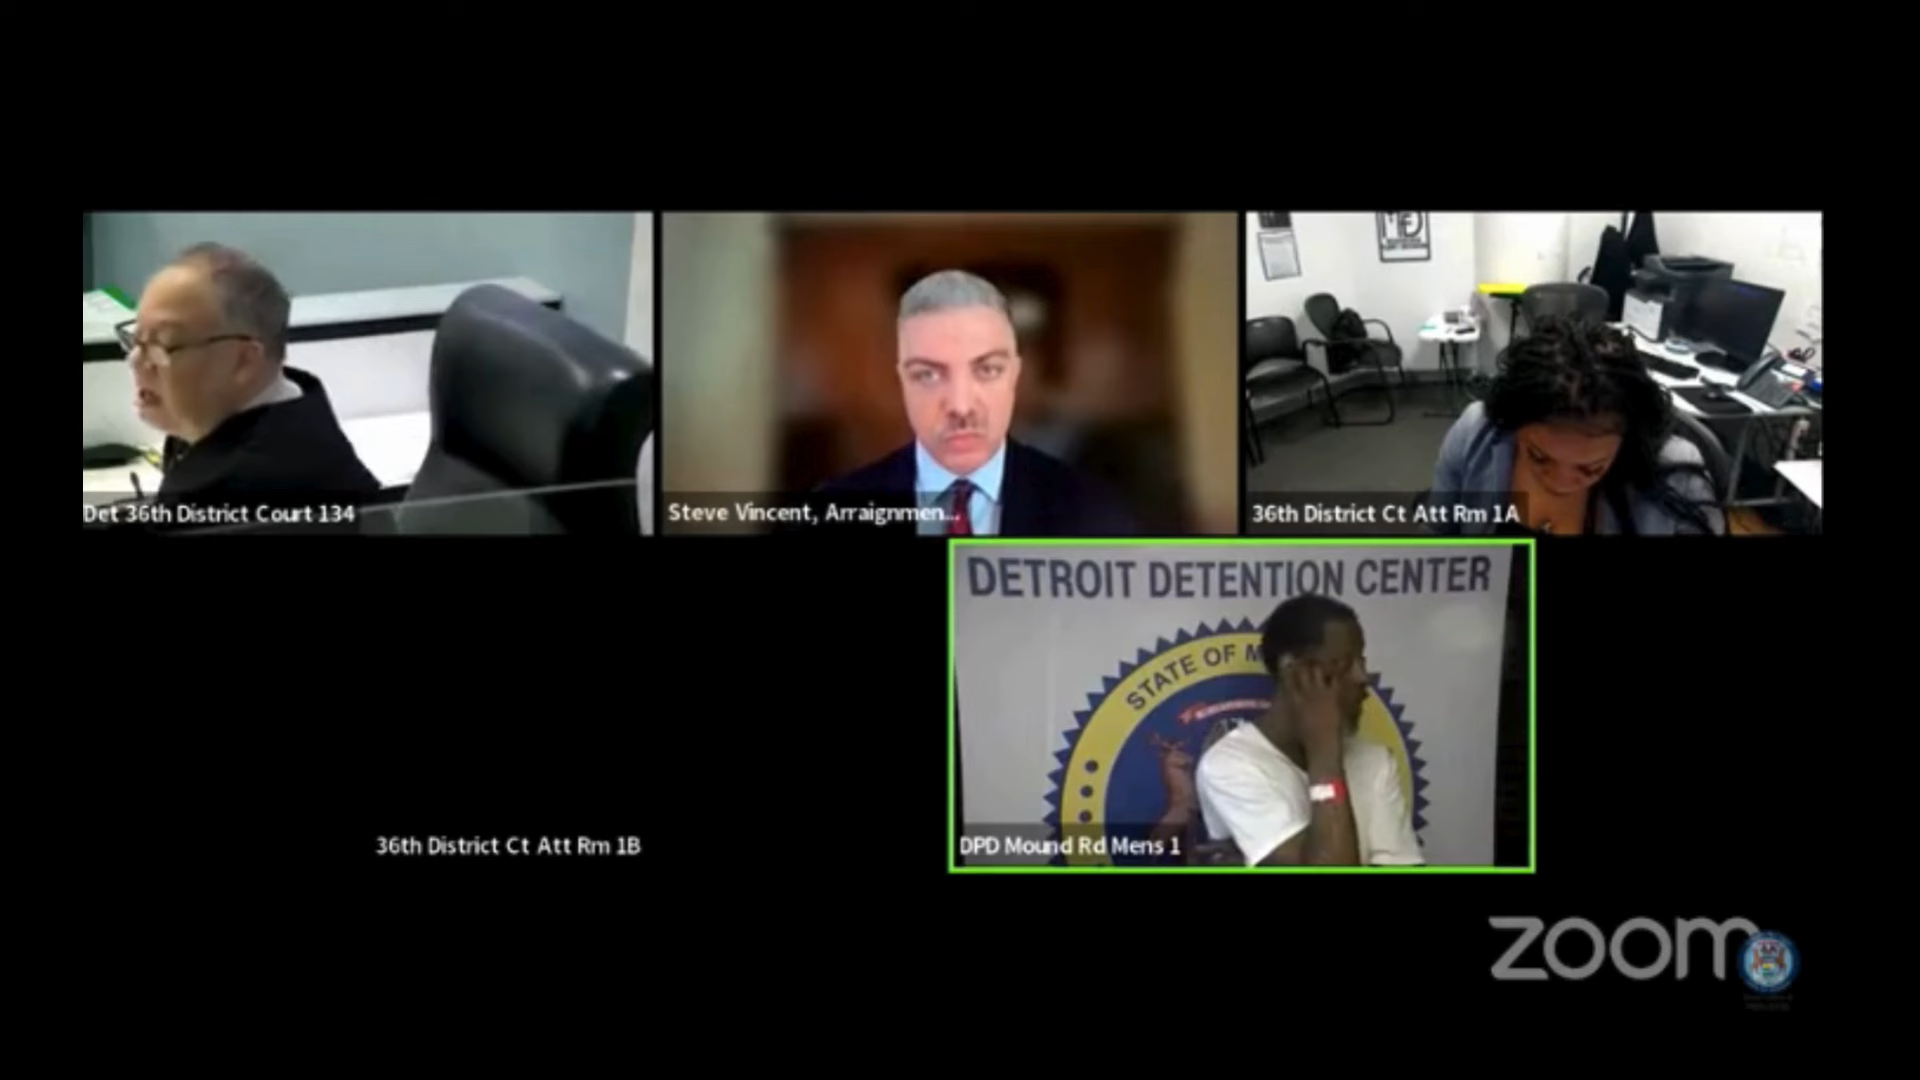 Det 36th District Court 134
Steve Vincent, Arraignmen...
36th District Ct Att Rm 1A
DETROIT DETENTION CENTER
STATE OF M
36th District Ct Att Rm 1B
DPD Mound Rd Mens 1
zoom